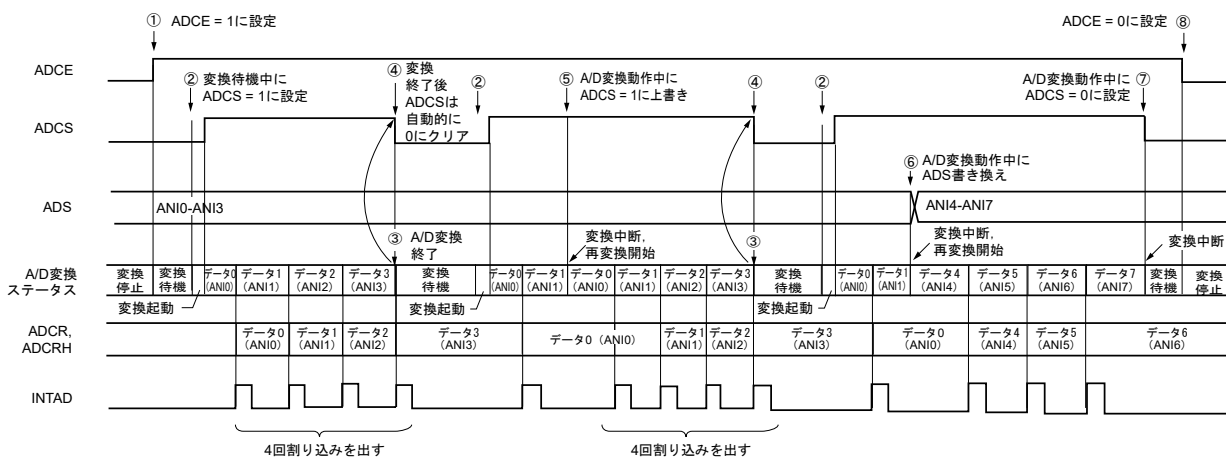 ① ADCE = 1に設定
ADCE = 0に設定 ⑧
ADCE
② 変換待機中に
ADCS = 1に設定
④ 変換
終了後
ADCSは
自動的に
0にクリア
②
⑤ A/D変換動作中に
ADCS = 1に上書き
④
②
A/D変換動作中に ⑦
ADCS = 0に設定
ADCS
⑥ A/D変換動作中に
ADS書き換え
ADS
ANI0-ANI3
ANI4-ANI7
③ A/D変換
終了
変換中断,
再変換開始
③
変換中断,
再変換開始
変換中断
A/D変換
ステータス
変換
停止
変換
待機
データ0
(ANI0)
データ1
(ANI1)
データ2
(ANI2)
データ3
(ANI3)
変換
待機
データ0
(ANI0)
データ1
(ANI1)
データ0
(ANI0)
データ1
(ANI1)
データ2
(ANI2)
データ3
(ANI3)
変換
待機
データ0
(ANI0)
データ1
(ANI1)
データ4
(ANI4)
データ5
(ANI5)
データ6
(ANI6)
データ7
(ANI7)
変換
待機
変換
停止
変換起動
変換起動
変換起動
ADCR,
ADCRH
データ0
(ANI0)
データ1
(ANI1)
データ2
(ANI2)
データ3
(ANI3)
データ0 (ANI0)
データ1
(ANI1)
データ2
(ANI2)
データ3
(ANI3)
データ0
(ANI0)
データ4
(ANI4)
データ5
(ANI5)
データ6
(ANI6)
INTAD
4回割り込みを出す
4回割り込みを出す